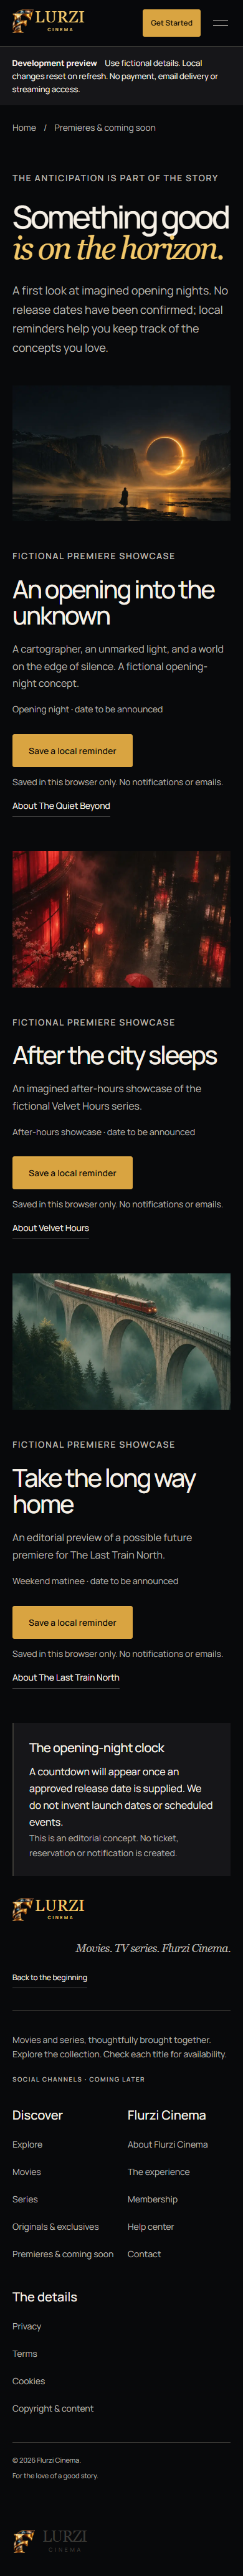 LURZI
CINEMA
Get Started
Development preview Use fictional details. Local
changes reset on refresh. No payment, email delivery or
streaming access.
Home / Premieres & coming soon
THE ANTICIPATION IS PART OF THE STORY
Something good
is on the horizon.
A first look at imagined opening nights. No
release dates have been confirmed; local
reminders help you keep track of the
concepts you love.
FICTIONAL PREMIERE SHOWCASE
An opening into the
unknown
A cartographer, an unmarked light, and a world
on the edge of silence. A fictional opening-
night concept.
Opening night · date to be announced
Save a local reminder
Saved in this browser only. No notifications or emails.
About The Quiet Beyond
FICTIONAL PREMIERE SHOWCASE
After the city sleeps
An imagined after-hours showcase of the
fictional Velvet Hours series.
After-hours showcase · date to be announced
Save a local reminder
Saved in this browser only. No notifications or emails.
About Velvet Hours
FICTIONAL PREMIERE SHOWCASE
Take the long way
home
An editorial preview of a possible future
premiere for The Last Train North.
Weekend matinee · date to be announced
Save a local reminder
Saved in this browser only. No notifications or emails.
About The Last Train North
The opening-night clock
A countdown will appear once an
approved release date is supplied. We
do not invent launch dates or scheduled
events.
This is an editorial concept. No ticket,
reservation or notification is created.
LURZI
CINEMA
Movies. TV series. Flurzi Cinema.
Back to the beginning
Movies and series, thoughtfully brought together.
Explore the collection. Check each title for availability.
SOCIAL CHANNELS · COMING LATER
Discover
Explore
Movies
Series
Originals & exclusives
Premieres & coming soon
Flurzi Cinema
About Flurzi Cinema
The experience
Membership
Help center
Contact
The details
Privacy
Terms
Cookies
Copyright & content
© 2026 Flurzi Cinema.
For the love of a good story.
LURZI
CINEMA